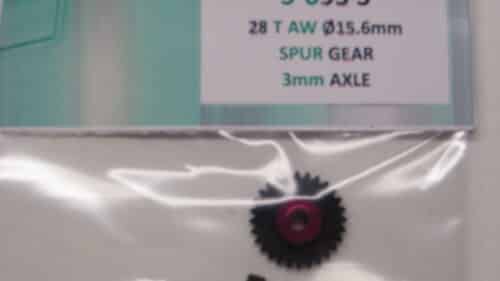 28 T AW Ø15.6mm
SPUR GEAR
3mm AXLE